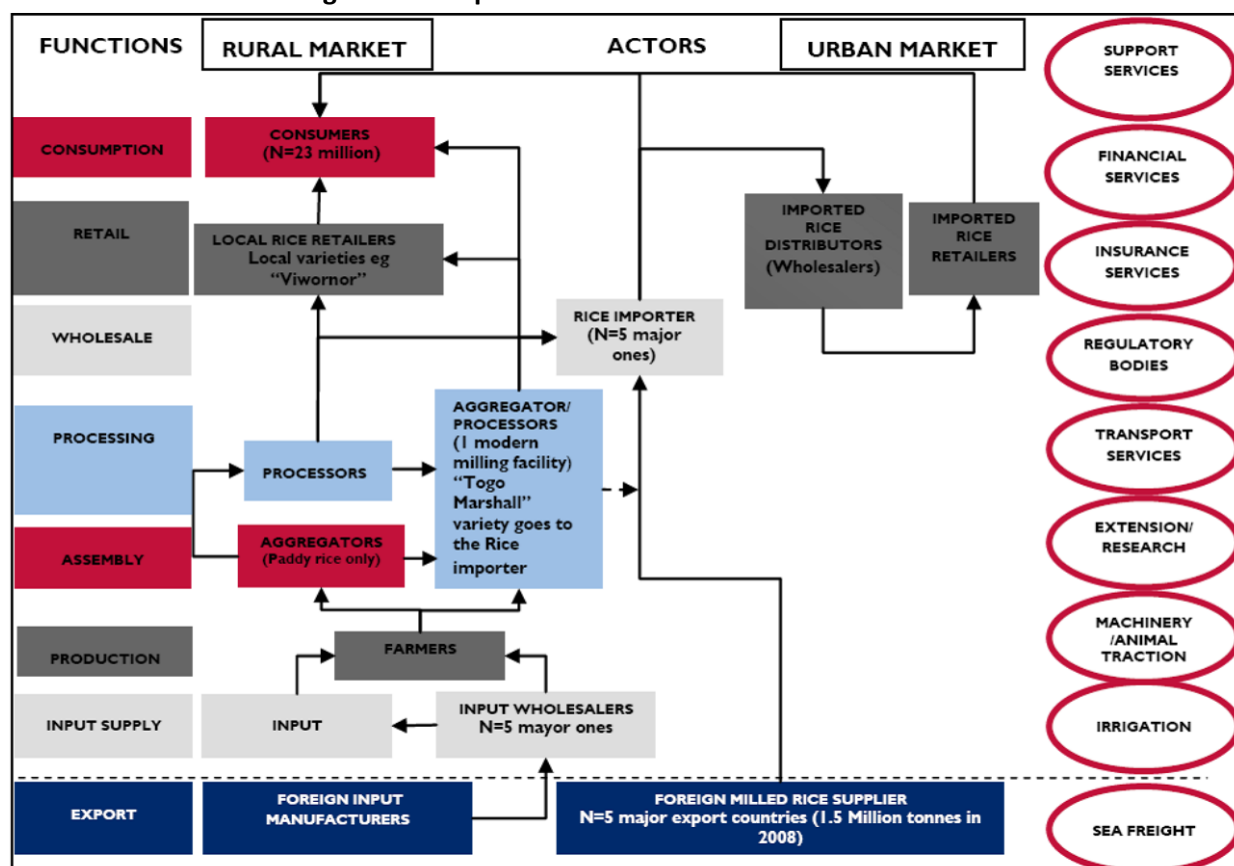 FUNCTIONS
RURAL MARKET
ACTORS
URBAN MARKET
SUPPORT
SERVICES
CONSUMPTION
CONSUMERS
(N=23 million)
FINANCIAL
SERVICES
RETAIL
LOCAL RICE RETAILERS
Local varieties eg
“Viwornor”
IMPORTED
RICE
DISTRIBUTORS
(Wholesalers)
IMPORTED
RICE
RETAILERS
INSURANCE
SERVICES
WHOLESALE
RICE IMPORTER
(N=5 major
ones)
REGULATORY
BODIES
PROCESSING
PROCESSORS
AGGREGATOR/
PROCESSORS
(1 modern
milling facility)
“Togo
Marshall”
variety goes to
the Rice
importer
TRANSPORT
SERVICES
ASSEMBLY
AGGREGATORS
(Paddy rice only)
EXTENSION/
RESEARCH
PRODUCTION
FARMERS
MACHINERY
/ANIMAL
TRACTION
INPUT SUPPLY
INPUT
INPUT WHOLESALERS
N=5 mayor ones
IRRIGATION
EXPORT
FOREIGN INPUT
MANUFACTURERS
FOREIGN MILLED RICE SUPPLIER
N=5 major export countries (1.5 Million tonnes in
2008)
SEA FREIGHT